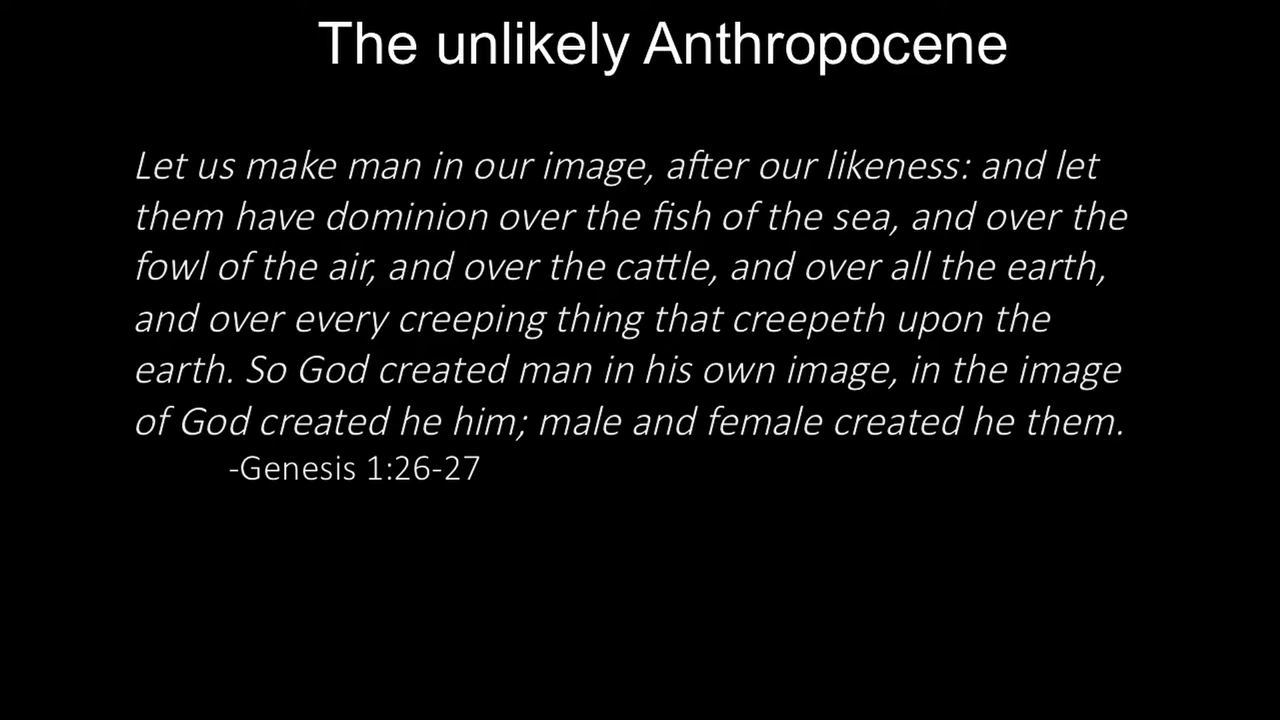 The unlikely Anthropocene
Let us make man in our image, after our likeness: and let
them have dominion over the fish of the sea, and over the
fowl of the air, and over the cattle, and over all the earth,
and over every creeping thing that creepeth upon the
earth. So God created man in his own image, in the image
of God created he him; male and female created he them.
-Genesis 1:26-27